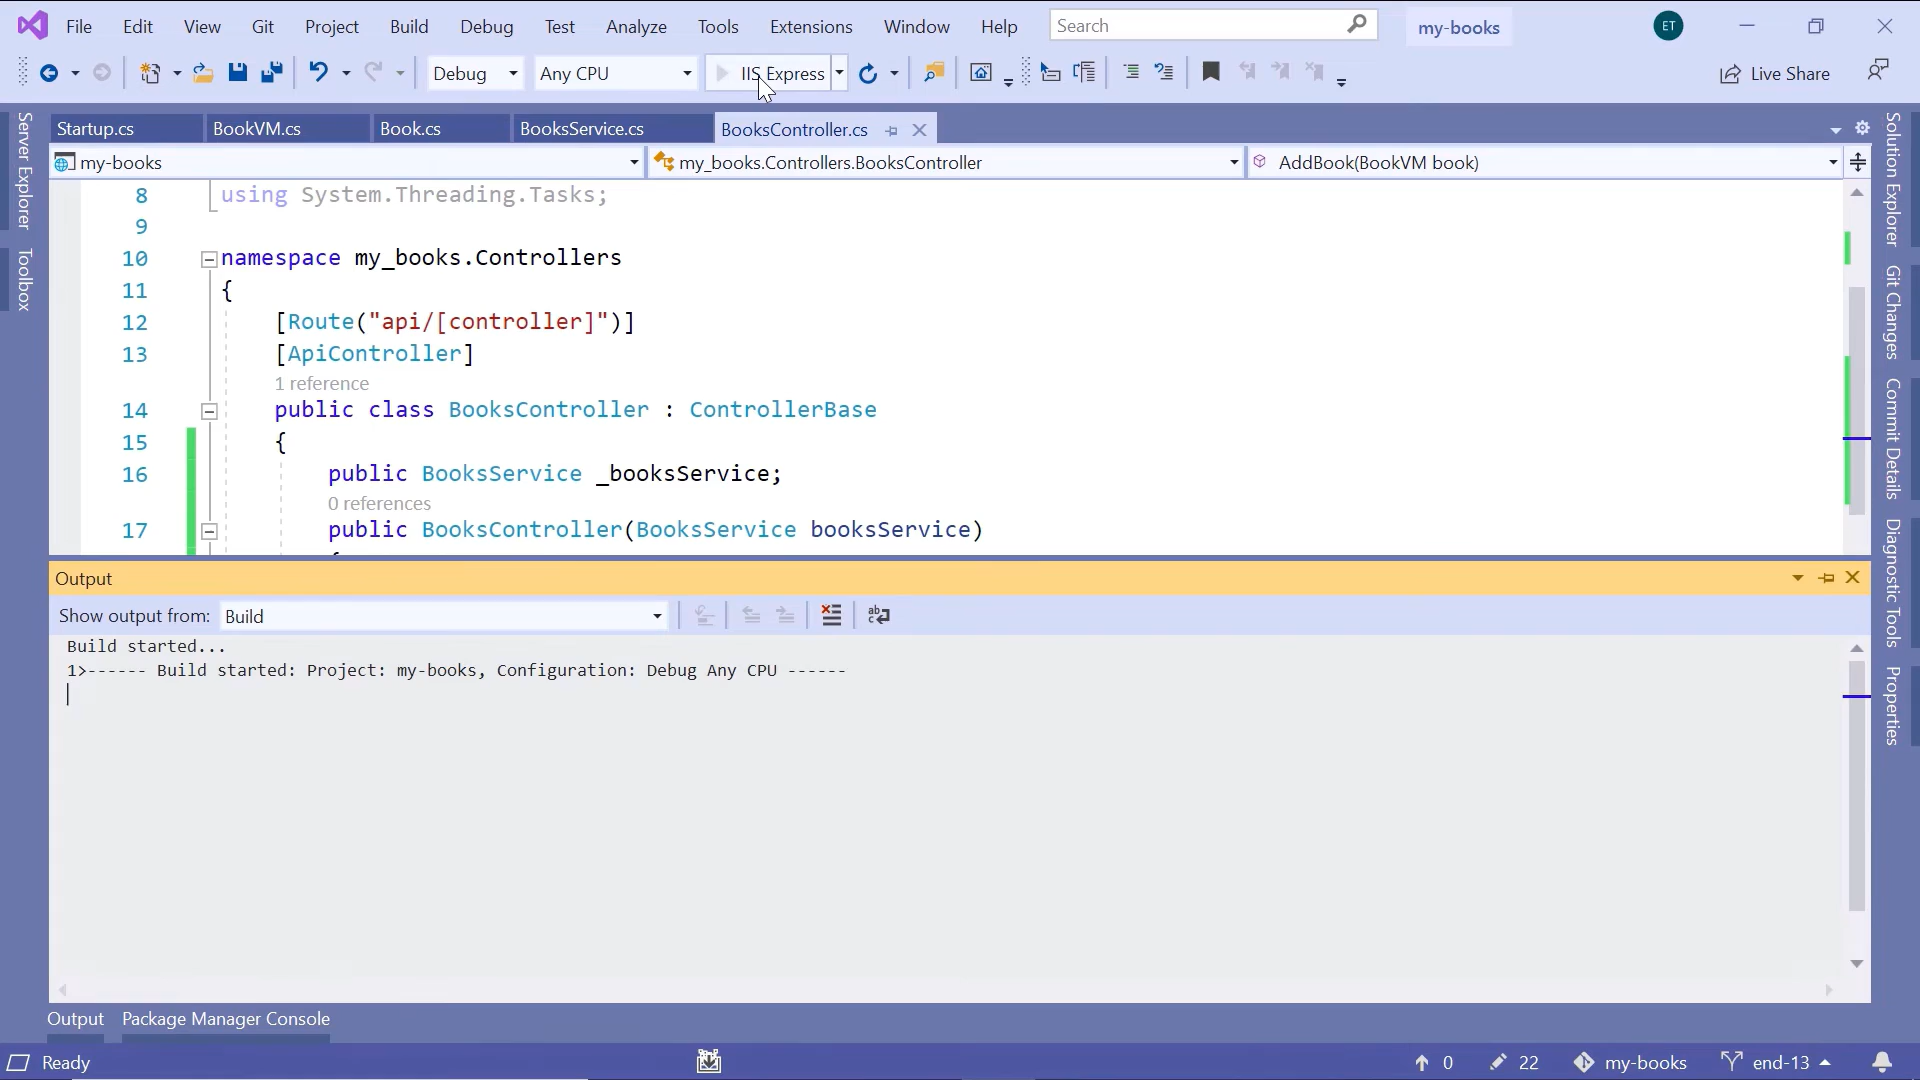 File Edit View Git Project Build Debug Test Analyze Tools Extensions Window Help Search my-books ET
Debug Any CPU IIS Express Live Share
Startup.cs BookVM.cs Book.cs BooksService.cs BooksController.cs
my-books my_books.Controllers.BooksController AddBook(BookVM book)
8 using System.Threading.Tasks;
9
10 namespace my_books.Controllers
11 {
12 [Route("api/[controller]")]
13 [ApiController]
1 reference
14 public class BooksController : ControllerBase
15 {
16 public BooksService _booksService;
0 references
17 public BooksController(BooksService booksService)
Output
Show output from: Build
Build started...
1>------ Build started: Project: my-books, Configuration: Debug Any CPU ------
Output Package Manager Console
Ready 0 22 my-books end-13
Server Explorer
Toolbox
Solution Explorer
Git Changes
Commit Details
Diagnostic Tools
Properties